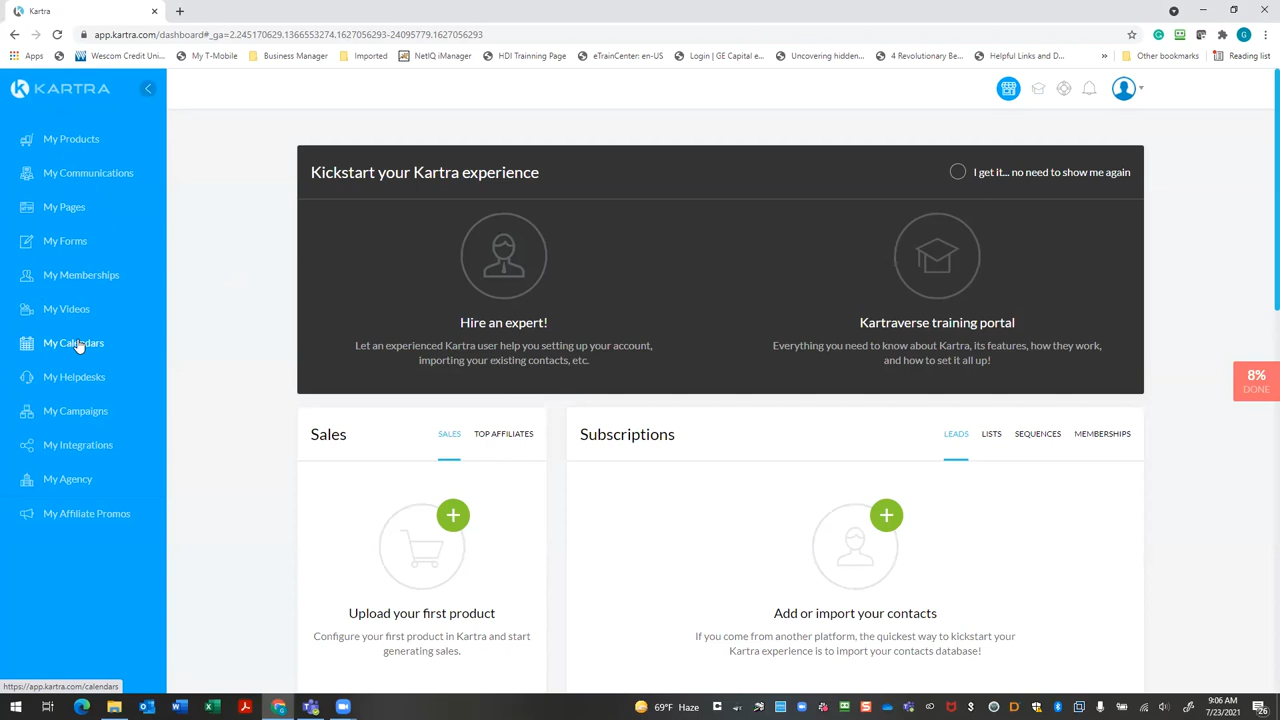 Kartra
app.kartra.com/dashboard#_ga=2.245170629.1366553274.1627056293-24095779.1627056293
Apps
Wescom Credit Uni...
My T-Mobile
Business Manager
Imported
NetIQ iManager
HDI Training Page
eTrainCenter: en-US
Login | GE Capital e...
Uncovering hidden...
4 Revolutionary Be...
Helpful Links and D...
Other bookmarks
Reading list
KARTRA
My Products
My Communications
My Pages
My Forms
My Memberships
My Videos
My Calendars
My Helpdesks
My Campaigns
My Integrations
My Agency
My Affiliate Promos
Kickstart your Kartra experience
I get it... no need to show me again
Hire an expert!
Let an experienced Kartra user help you setting up your account,
importing your existing contacts, etc.
Kartraverse training portal
Everything you need to know about Kartra, its features, how they work,
and how to set it all up!
8%
DONE
Sales
SALES
TOP AFFILIATES
Upload your first product
Configure your first product in Kartra and start
generating sales.
Subscriptions
LEADS
LISTS
SEQUENCES
MEMBERSHIPS
Add or import your contacts
If you come from another platform, the quickest way to kickstart your
Kartra experience is to import your contacts database!
https://app.kartra.com/calendars
69°F Haze
9:06 AM
7/23/2021